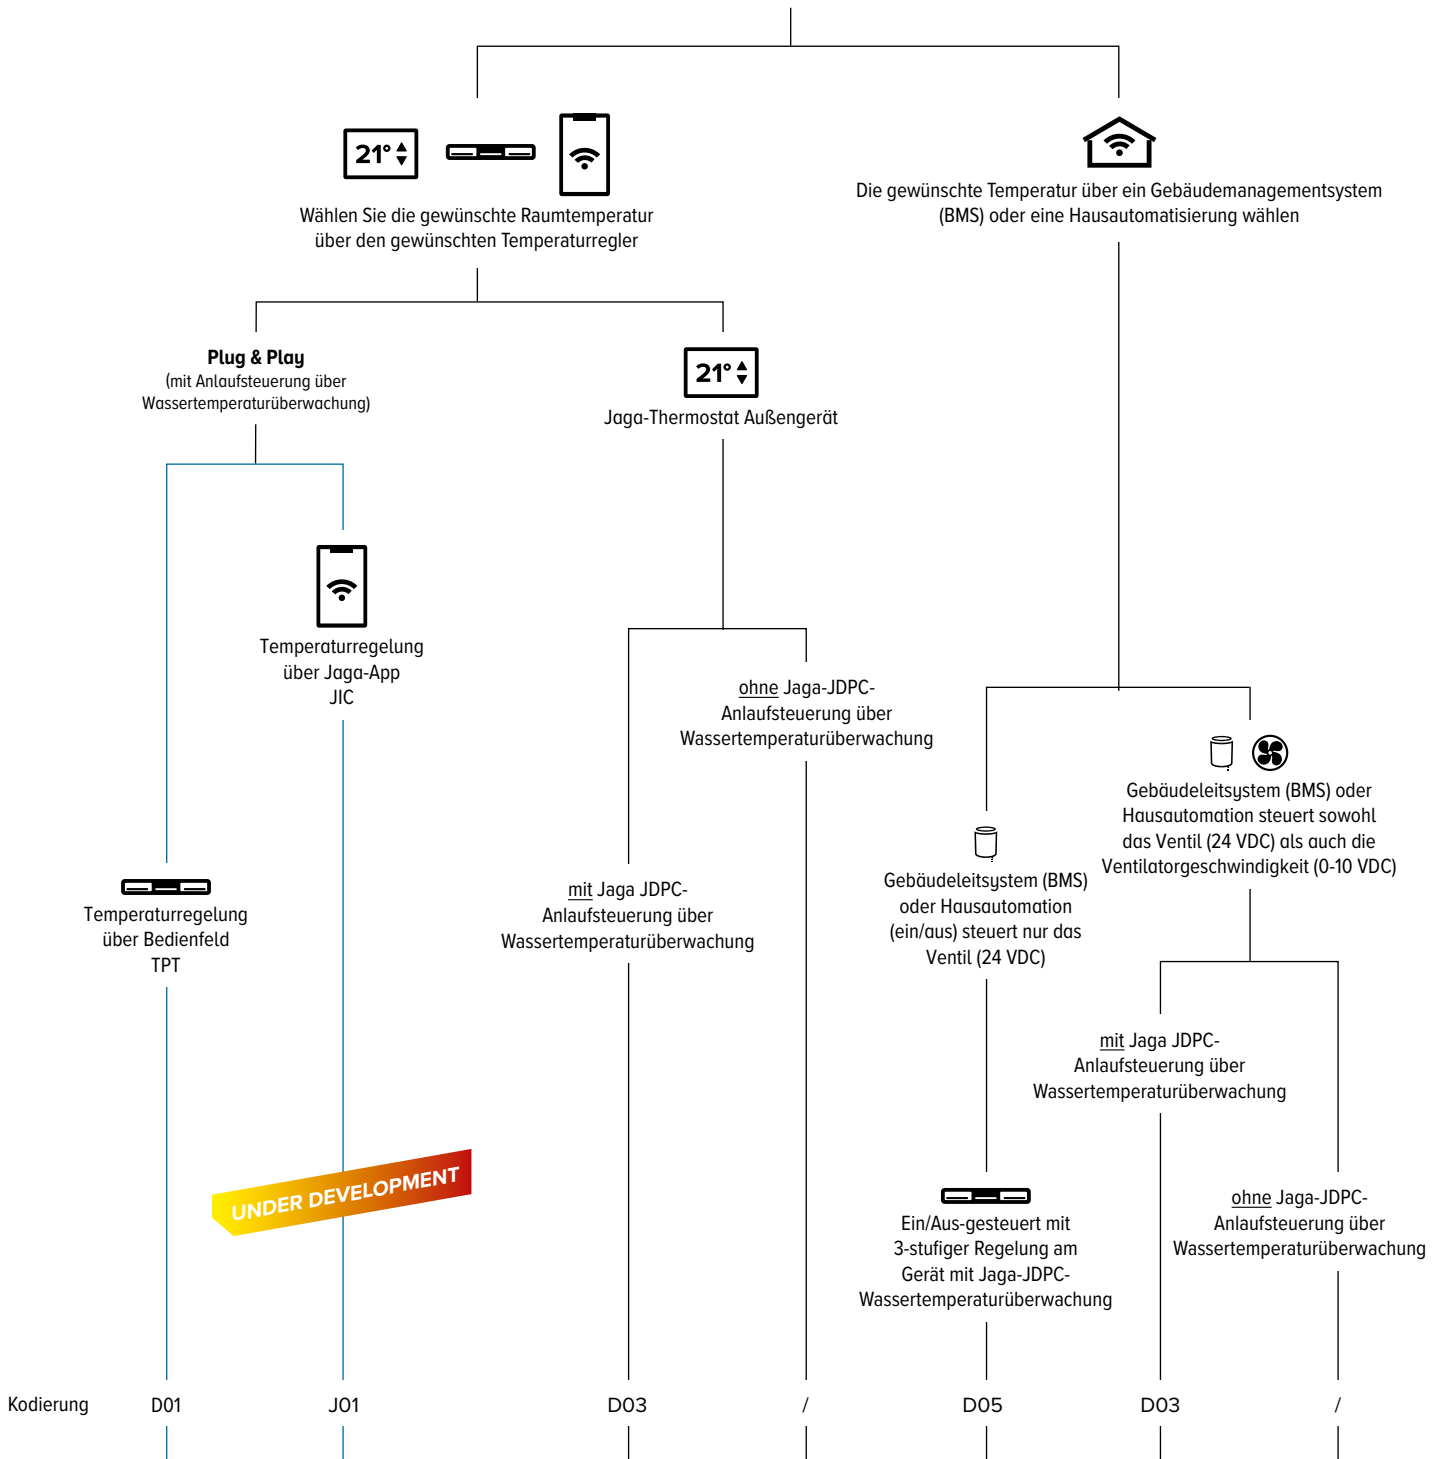 21°
Wählen Sie die gewünschte Raumtemperatur
über den gewünschten Temperaturregler
Die gewünschte Temperatur über ein Gebäudemanagementsystem
(BMS) oder eine Hausautomatisierung wählen
Plug & Play
(mit Anlaufsteuerung über
Wassertemperaturüberwachung)
21°
Jaga-Thermostat Außengerät
Temperaturregelung
über Jaga-App
JIC
ohne Jaga-JDPC-
Anlaufsteuerung über
Wassertemperaturüberwachung
Gebäudeleitsystem (BMS) oder
Hausautomation steuert sowohl
das Ventil (24 VDC) als auch die
Ventilatorgeschwindigkeit (0-10 VDC)
Temperaturregelung
über Bedienfeld
TPT
mit Jaga JDPC-
Anlaufsteuerung über
Wassertemperaturüberwachung
Gebäudeleitsystem (BMS)
oder Hausautomation
(ein/aus) steuert nur das
Ventil (24 VDC)
mit Jaga JDPC-
Anlaufsteuerung über
Wassertemperaturüberwachung
UNDER DEVELOPMENT
Ein/Aus-gesteuert mit
3-stufiger Regelung am
Gerät mit Jaga-JDPC-
Wassertemperaturüberwachung
ohne Jaga-JDPC-
Anlaufsteuerung über
Wassertemperaturüberwachung
Kodierung D01 J01 D03 / D05 D03 /